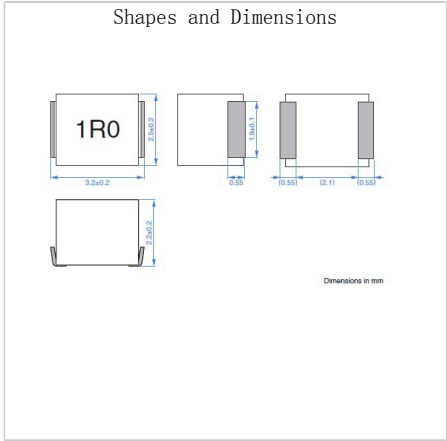 Shapes and Dimensions
1R0
2.5±0.2
1.9±0.1
3.2±0.2
0.55
(0.55)
(2.1)
(0.55)
2.2±0.2
Dimensions in mm